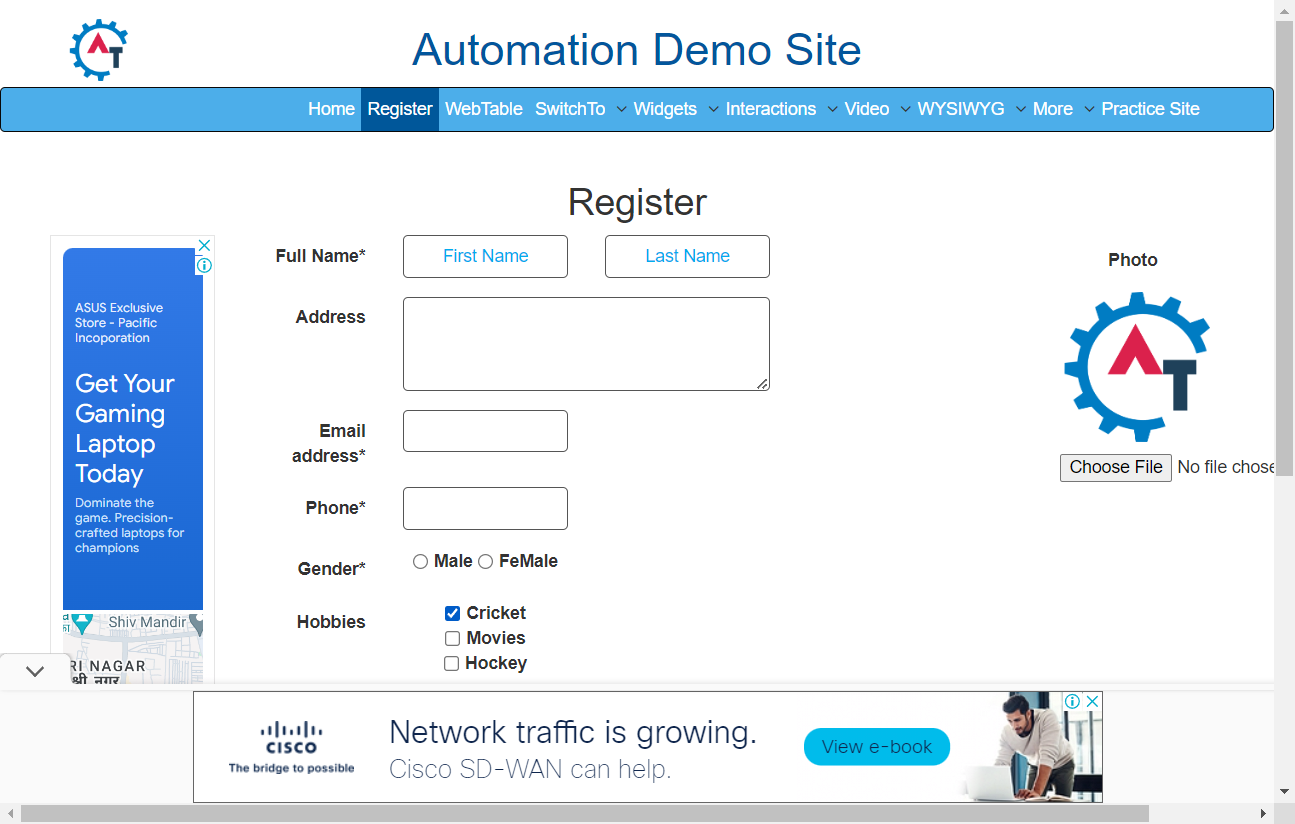 AT
Automation Demo Site
Home Register WebTable SwitchTo Widgets Interactions Video WYSIWYG More Practice Site
Register
Full Name* First Name Last Name
Photo
Address
AT
Email
address*
Choose File No file chose
Phone*
Gender* Male FeMale
Hobbies Cricket
Movies
Hockey
ASUS Exclusive
Store - Pacific
Incoporation
Get Your
Gaming
Laptop
Today
Dominate the
game. Precision-
crafted laptops for
champions
Shiv Mandir
RI NAGAR
श्री नगर
CISCO
The bridge to possible
Network traffic is growing.
Cisco SD-WAN can help.
View e-book